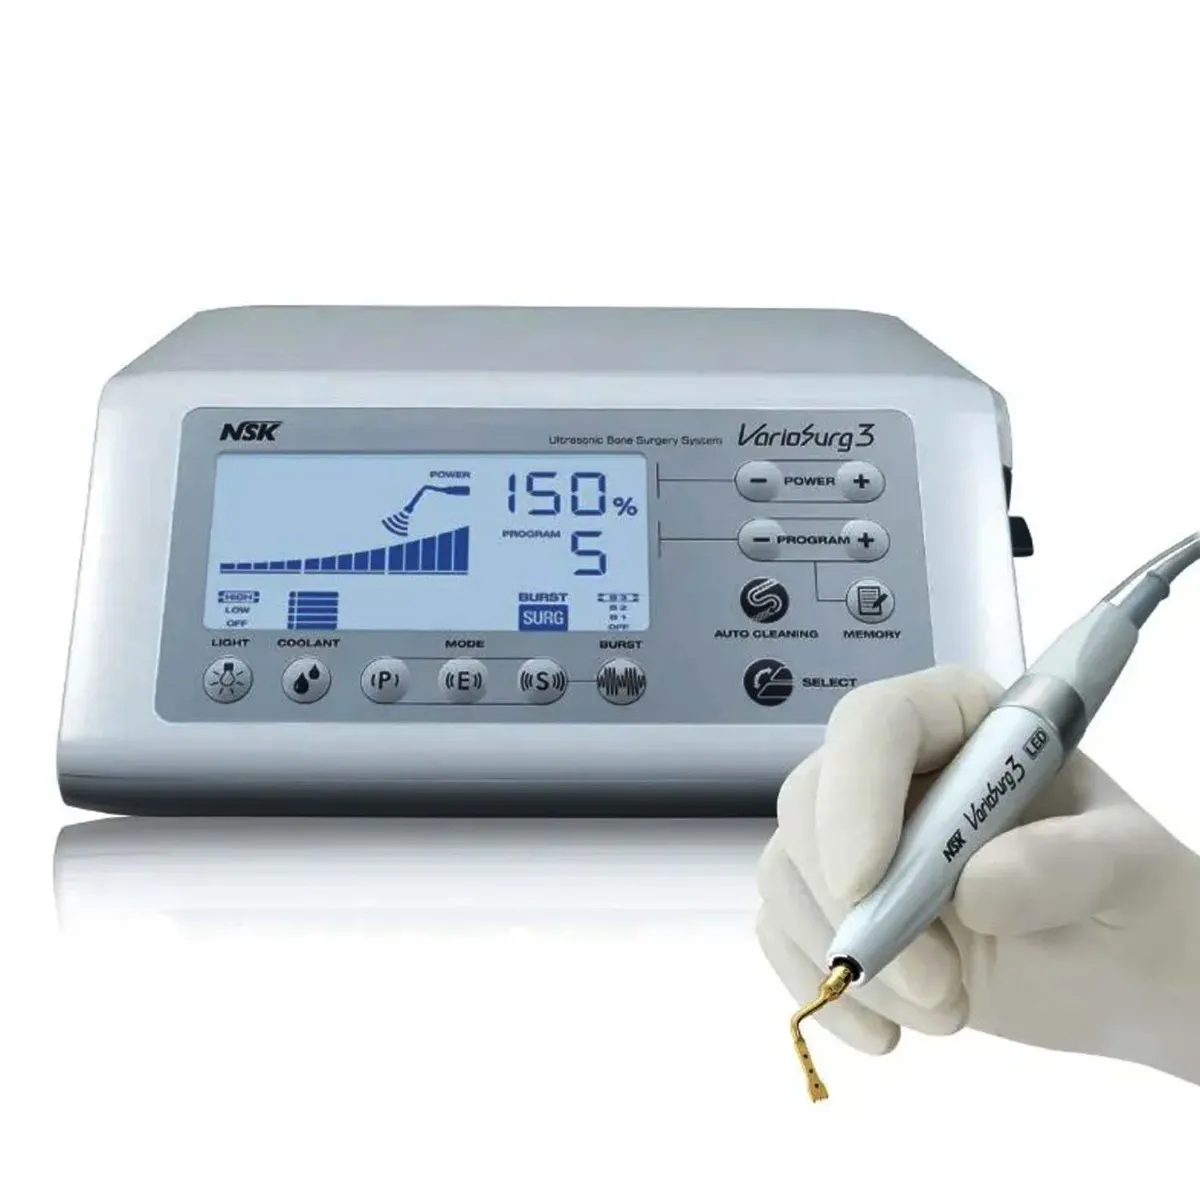 NSK
Ultrasonic Bone Surgery System VarioSurg3
POWER
150%
PROGRAM
5
HIGH
LOW
OFF
BURST
SURG
B3
B2
B1
OFF
- POWER +
- PROGRAM +
AUTO CLEANING
MEMORY
LIGHT
COOLANT
MODE
BURST
(P)
((E))
(((S)))
SELECT
NSK VarioSurg3 LED